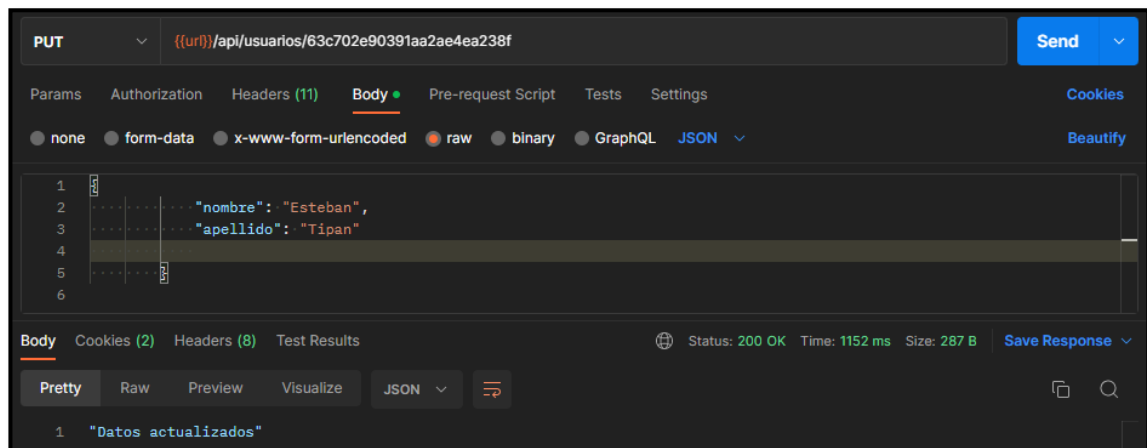 PUT {{url}}/api/usuarios/63c702e90391aa2ae4ea238f Send
Params Authorization Headers (11) Body Pre-request Script Tests Settings Cookies
none form-data x-www-form-urlencoded raw binary GraphQL JSON Beautify
1 {
2 "nombre": "Esteban",
3 "apellido": "Tipan"
4
5 }
6
Body Cookies (2) Headers (8) Test Results Status: 200 OK Time: 1152 ms Size: 287 B Save Response
Pretty Raw Preview Visualize JSON
1 "Datos actualizados"